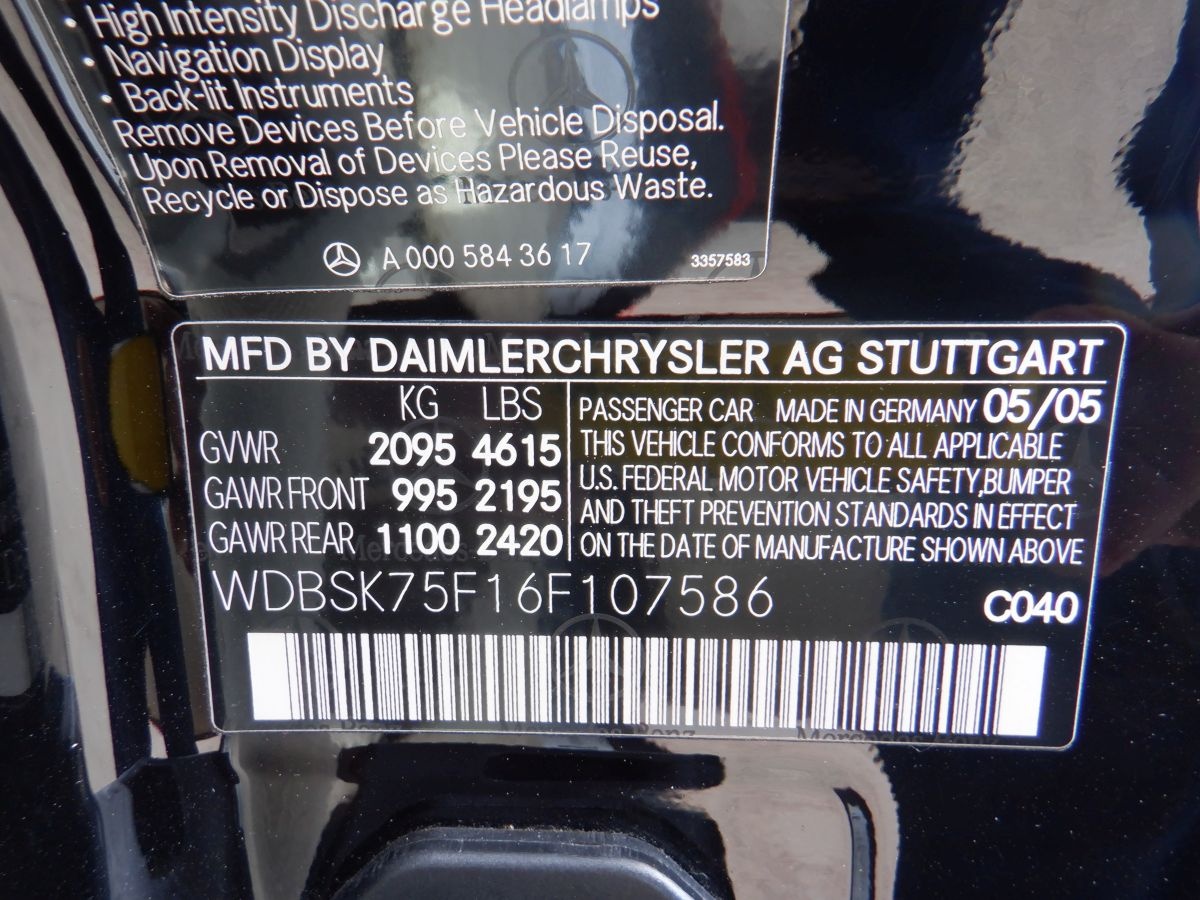 • High Intensity Discharge Headlamps
• Navigation Display
• Back-lit Instruments
Remove Devices Before Vehicle Disposal.
Upon Removal of Devices Please Reuse,
Recycle or Dispose as Hazardous Waste.
A 000 584 36 17 3357583
MFD BY DAIMLERCHRYSLER AG STUTTGART
KG LBS
GVWR 2095 4615
GAWR FRONT 995 2195
GAWR REAR 1100 2420
PASSENGER CAR MADE IN GERMANY 05/05
THIS VEHICLE CONFORMS TO ALL APPLICABLE
U.S. FEDERAL MOTOR VEHICLE SAFETY,BUMPER
AND THEFT PREVENTION STANDARDS IN EFFECT
ON THE DATE OF MANUFACTURE SHOWN ABOVE
WDBSK75F16F107586 C040